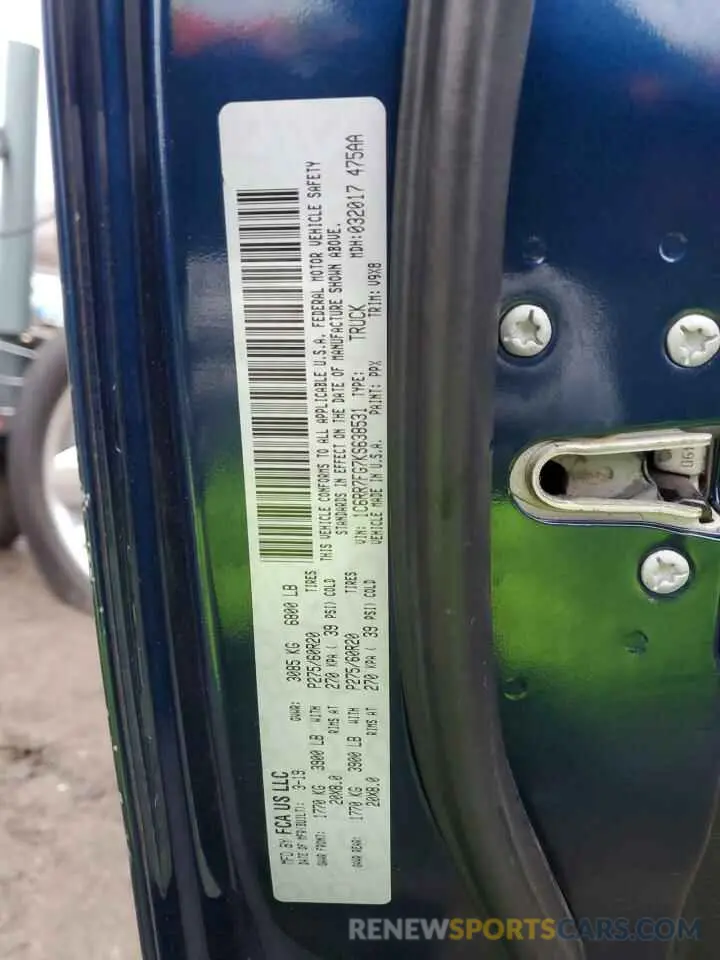 MFD BY FCA US LLC
DATE OF MFR(BUILT): 3-19 GVWR: 3085 KG 6800 LB
GAWR FRONT: 1770 KG 3900 LB WITH P275/60R20 TIRES
20X8.0 RIMS AT 270 KPA ( 39 PSI) COLD
GAWR REAR: 1770 KG 3900 LB WITH P275/60R20 TIRES
20X8.0 RIMS AT 270 KPA ( 39 PSI) COLD
THIS VEHICLE CONFORMS TO ALL APPLICABLE U.S.A. FEDERAL MOTOR VEHICLE SAFETY
STANDARDS IN EFFECT ON THE DATE OF MANUFACTURE SHOWN ABOVE.
VIN: 1C6RR7FG7KS638531 TYPE: TRUCK MDH:032017 475AA
VEHICLE MADE IN U.S.A. PAINT: PPX TRIM: V9X8
RENEWSPORTSCARS.COM